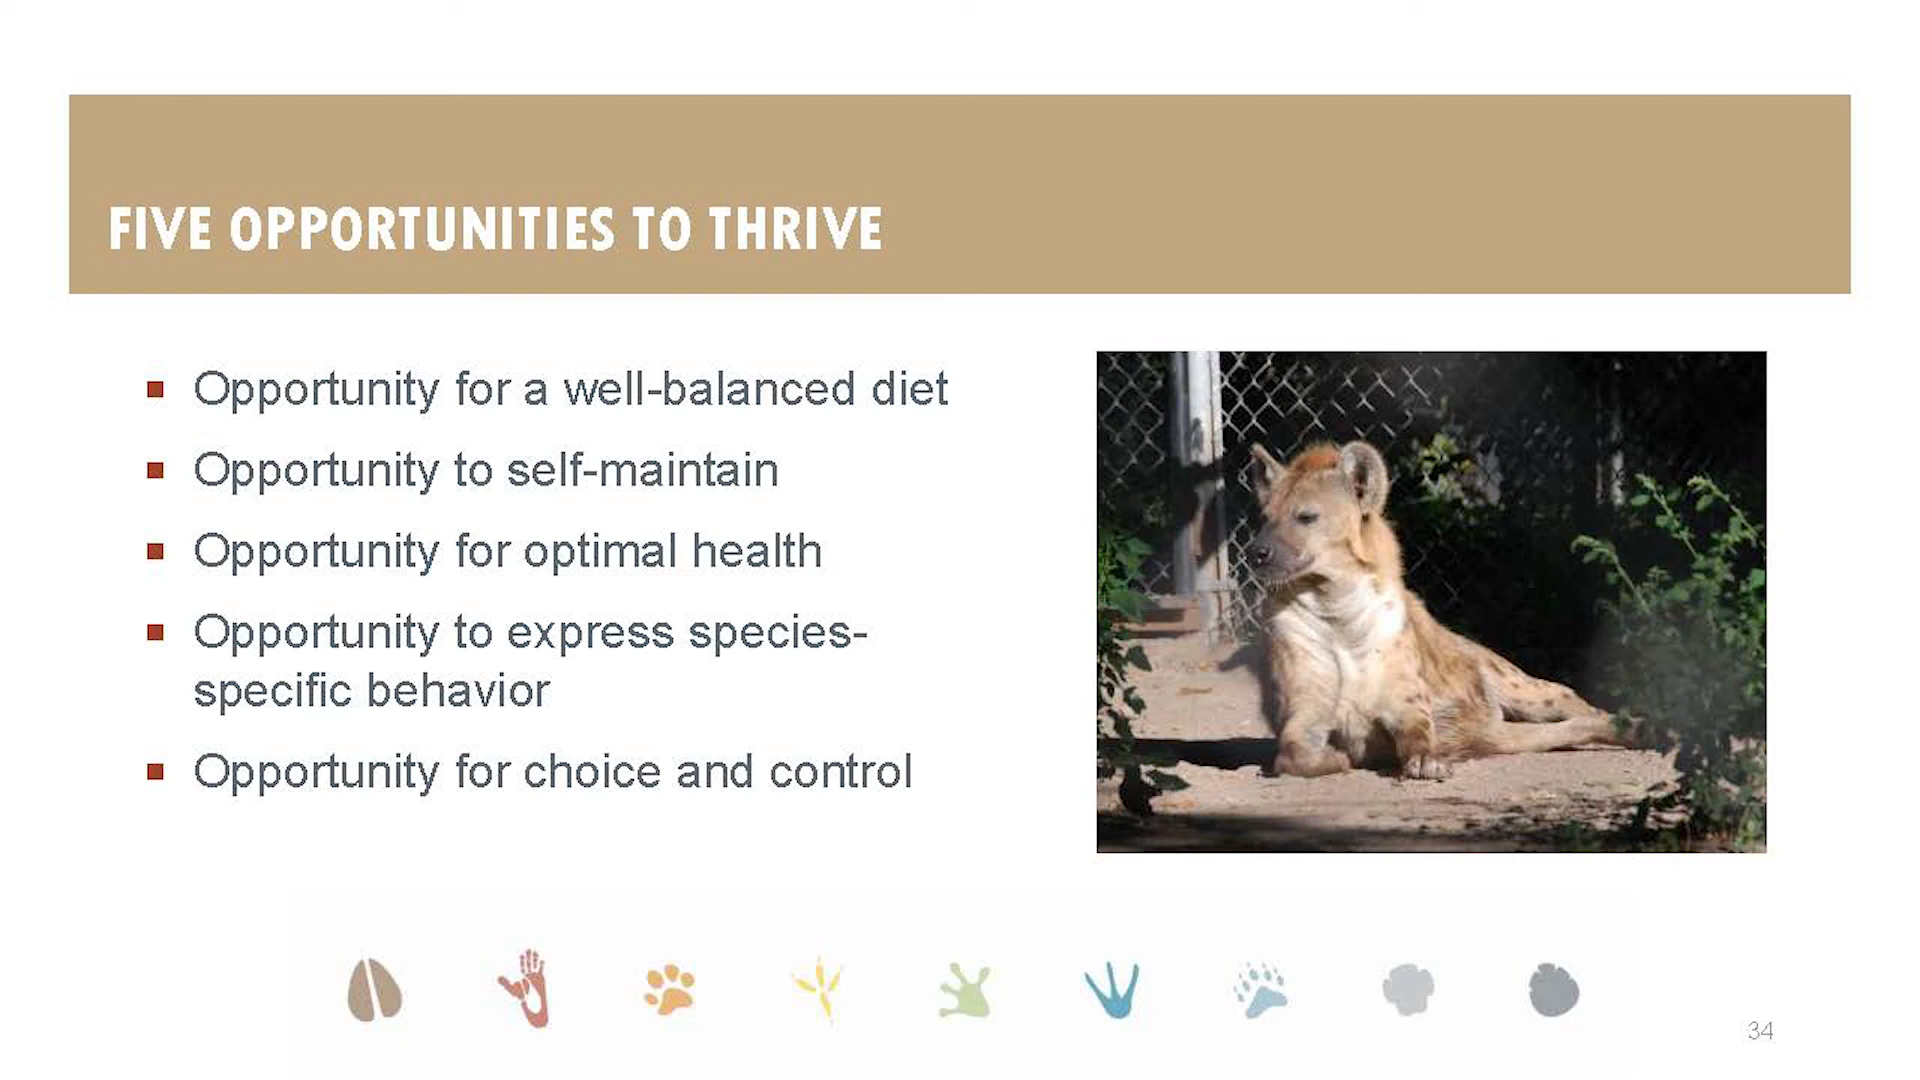 FIVE OPPORTUNITIES TO THRIVE
Opportunity for a well-balanced diet
Opportunity to self-maintain
Opportunity for optimal health
Opportunity to express species-
specific behavior
Opportunity for choice and control
34